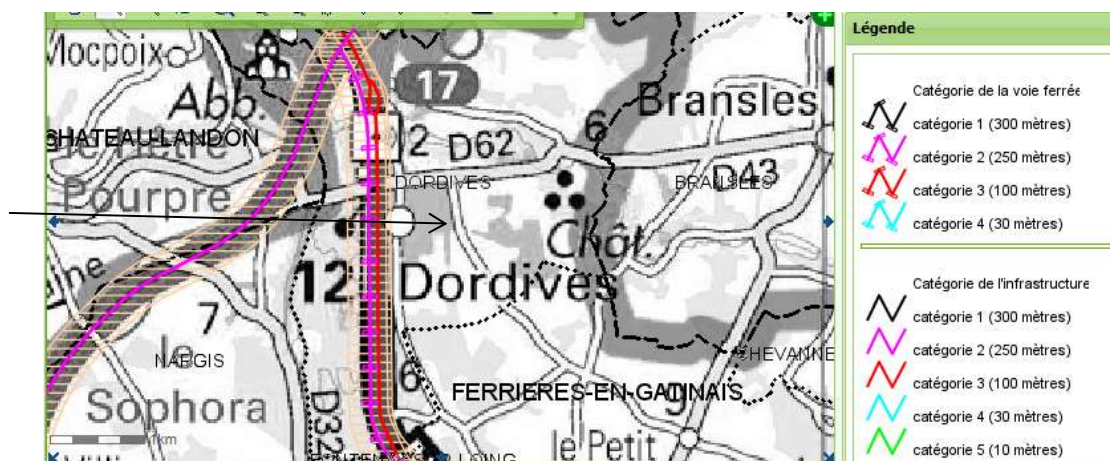 Mocpoix
Abb.
17
Bransles
CHATEAU-LANDON
2
D62
6
Pourpre
DORDIVES
BRANSLES
D43
Chât.
12
Dordives
7
le
NARGIS
CHEVANNE
6
FERRIERES-EN-GATINAIS
Sophora
D32
le Petit
1km
Légende
Catégorie de la voie ferrée
catégorie 1 (300 mètres)
catégorie 2 (250 mètres)
catégorie 3 (100 mètres)
catégorie 4 (30 mètres)
Catégorie de l'infrastructure
catégorie 1 (300 mètres)
catégorie 2 (250 mètres)
catégorie 3 (100 mètres)
catégorie 4 (30 mètres)
catégorie 5 (10 mètres)